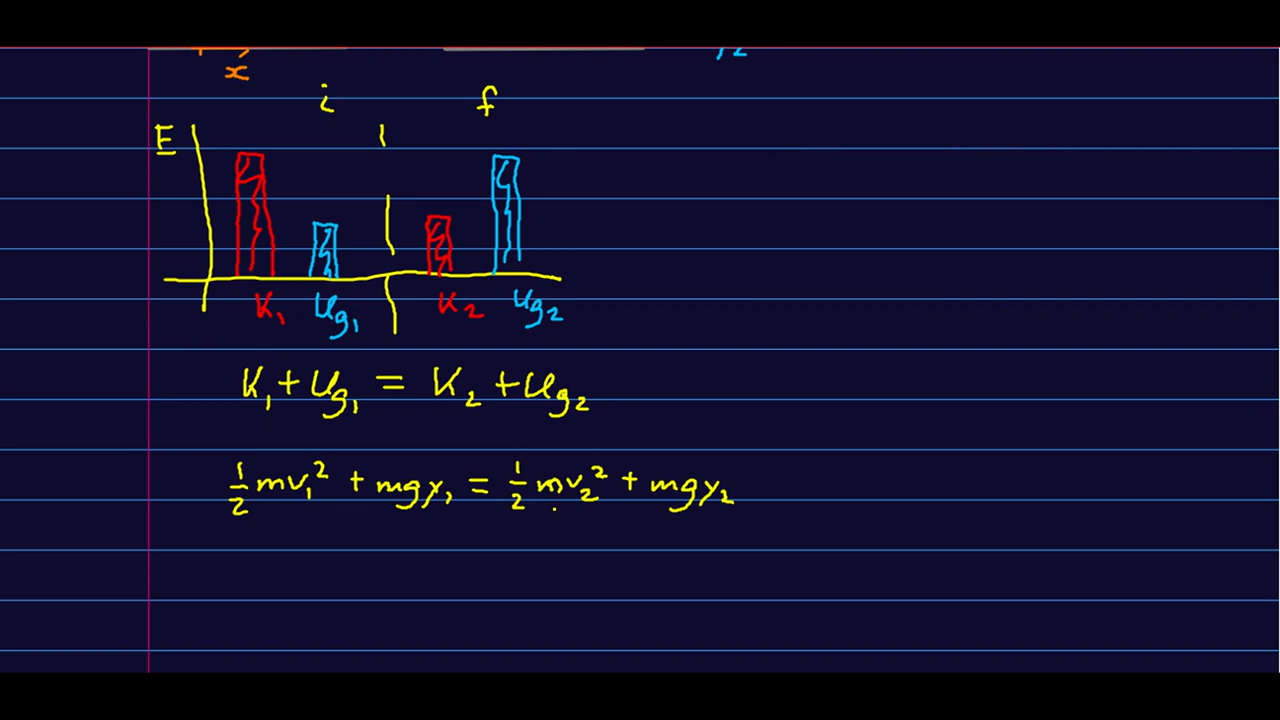 x
i f
E
K₁ Ug₁ K₂ Ug₂
K₁ + Ug₁ = K₂ + Ug₂
½mv₁² + mgy₁ = ½mv₂² + mgy₂